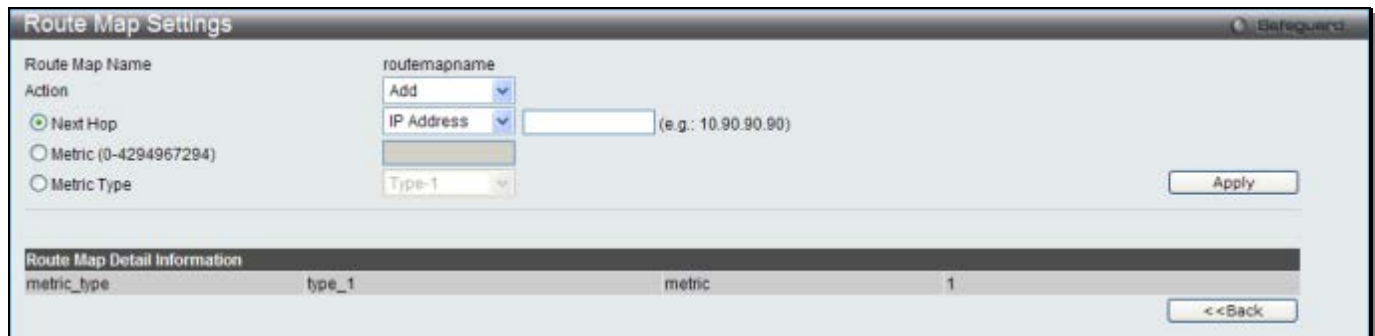 Route Map Settings Safeguard
Route Map Name routemapname
Action Add
Next Hop IP Address (e.g.: 10.90.90.90)
Metric (0-4294967294)
Metric Type Type-1 Apply
Route Map Detail Information
metric_type type_1 metric 1
<<Back